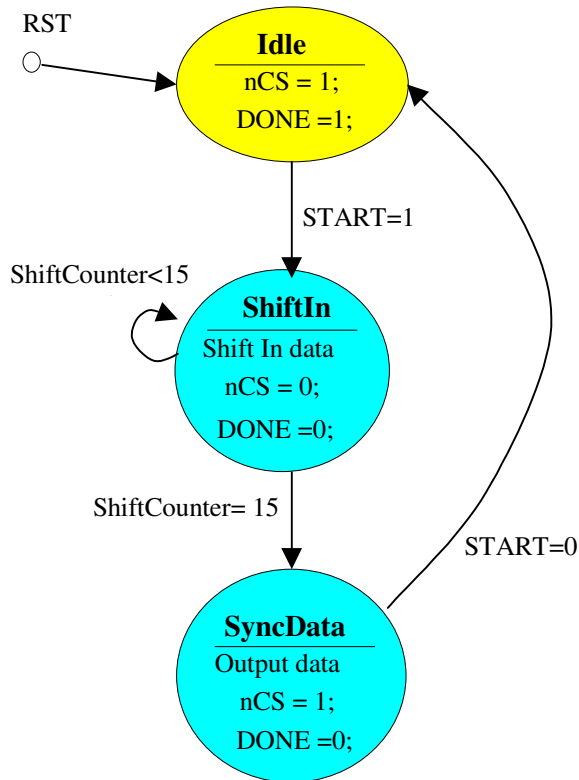 RST
Idle
nCS = 1;
DONE =1;
START=1
ShiftCounter<15
ShiftIn
Shift In data
nCS = 0;
DONE =0;
ShiftCounter= 15
START=0
SyncData
Output data
nCS = 1;
DONE =0;